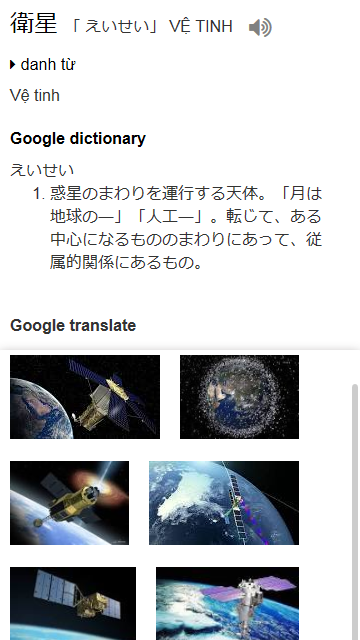 衛星 「 えいせい」 VỆ TINH
danh từ
Vệ tinh
Google dictionary
えいせい
1. 惑星のまわりを運行する天体。「月は
地球の―」「人工―」。転じて、ある
中心になるもののまわりにあって、従
属的関係にあるもの。
Google translate